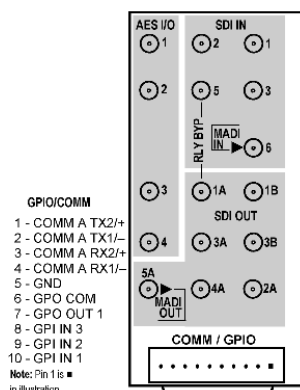 AES I/O SDI IN
1 2 1
2 5 3
RLY BYP
MADI
IN 6
3 1A 1B
SDI OUT
4 3A 3B
5A 4A 2A
MADI
OUT
COMM / GPIO
GPIO/COMM
1 - COMM A TX2/+
2 - COMM A TX1/–
3 - COMM A RX2/+
4 - COMM A RX1/–
5 - GND
6 - GPO COM
7 - GPO OUT 1
8 - GPI IN 3
9 - GPI IN 2
10 - GPI IN 1
Note: Pin 1 is ■
in illustration